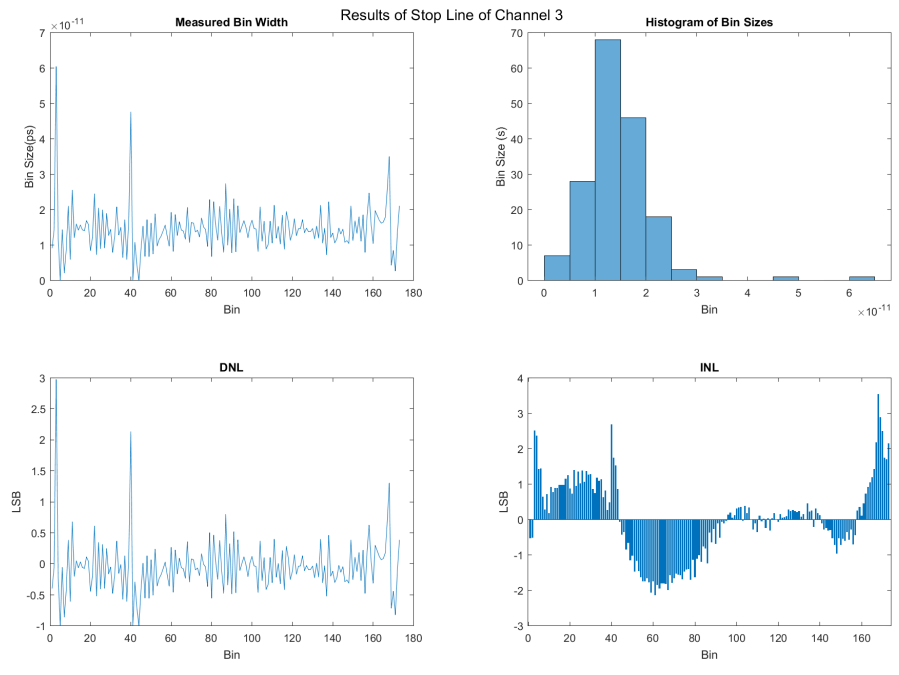 Results of Stop Line of Channel 3
Measured Bin Width
×10⁻¹¹
7
6
5
4
3
2
1
0
0 20 40 60 80 100 120 140 160 180
Bin Size(ps)
Bin
Histogram of Bin Sizes
70
60
50
40
30
20
10
0
0 1 2 3 4 5 6
×10⁻¹¹
Bin Size (s)
Bin
DNL
3
2.5
2
1.5
1
0.5
0
-0.5
-1
0 20 40 60 80 100 120 140 160 180
LSB
Bin
INL
4
3
2
1
0
-1
-2
-3
0 20 40 60 80 100 120 140 160
LSB
Bin